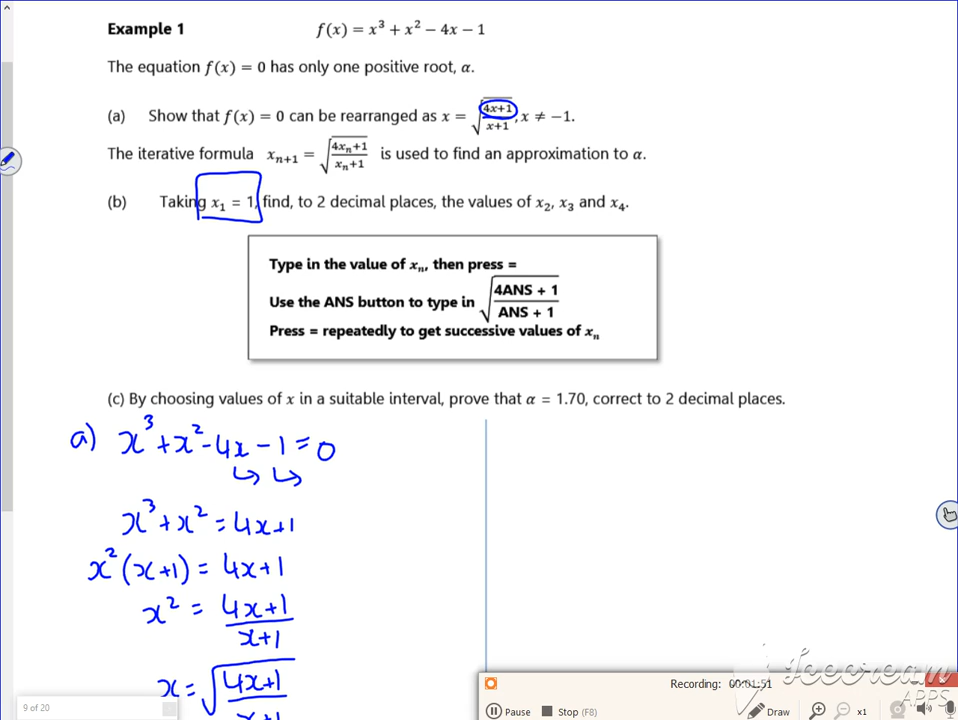 Example 1 f(x) = x³ + x² − 4x − 1
The equation f(x) = 0 has only one positive root, α.
(a) Show that f(x) = 0 can be rearranged as x = √((4x+1)/(x+1)), x ≠ −1.
The iterative formula xₙ₊₁ = √((4xₙ+1)/(xₙ+1)) is used to find an approximation to α.
(b) Taking x₁ = 1, find, to 2 decimal places, the values of x₂, x₃ and x₄.
Type in the value of xₙ, then press =
Use the ANS button to type in √((4ANS + 1)/(ANS + 1))
Press = repeatedly to get successive values of xₙ
(c) By choosing values of x in a suitable interval, prove that α = 1.70, correct to 2 decimal places.
a) x³+x²-4x-1=0
x³+x²=4x+1
x²(x+1)=4x+1
x² = (4x+1)/(x+1)
x=√((4x+1)/(x+1))
9 of 20
Recording: 00:01:51
Pause Stop (F8) Draw x1
Icecream
APPS